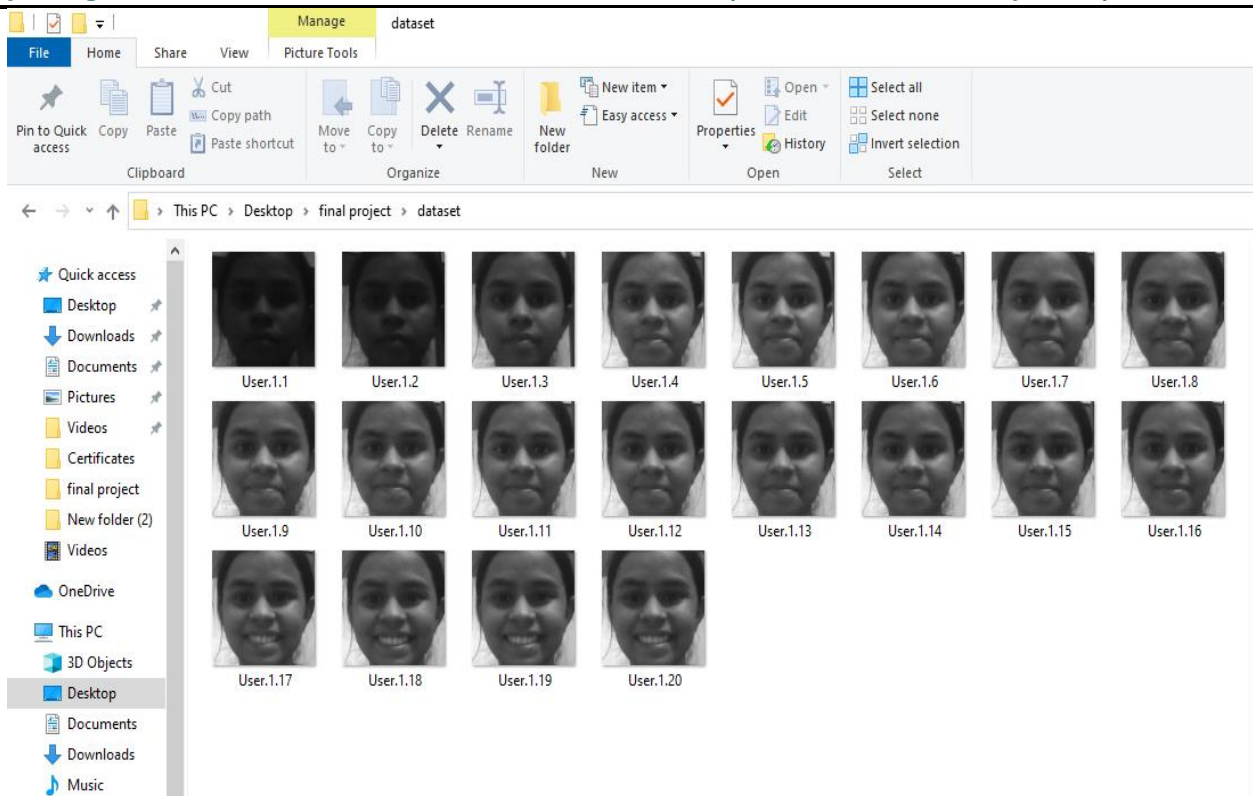 Manage dataset
File Home Share View Picture Tools
Pin to Quick access
Copy
Paste
Cut
Copy path
Paste shortcut
Clipboard
Move to
Copy to
Delete
Rename
Organize
New folder
New item
Easy access
New
Properties
Open
Edit
History
Open
Select all
Select none
Invert selection
Select
This PC > Desktop > final project > dataset
Quick access
Desktop
Downloads
Documents
Pictures
Videos
Certificates
final project
New folder (2)
Videos
OneDrive
This PC
3D Objects
Desktop
Documents
Downloads
Music
User.1.1 User.1.2 User.1.3 User.1.4 User.1.5 User.1.6 User.1.7 User.1.8
User.1.9 User.1.10 User.1.11 User.1.12 User.1.13 User.1.14 User.1.15 User.1.16
User.1.17 User.1.18 User.1.19 User.1.20